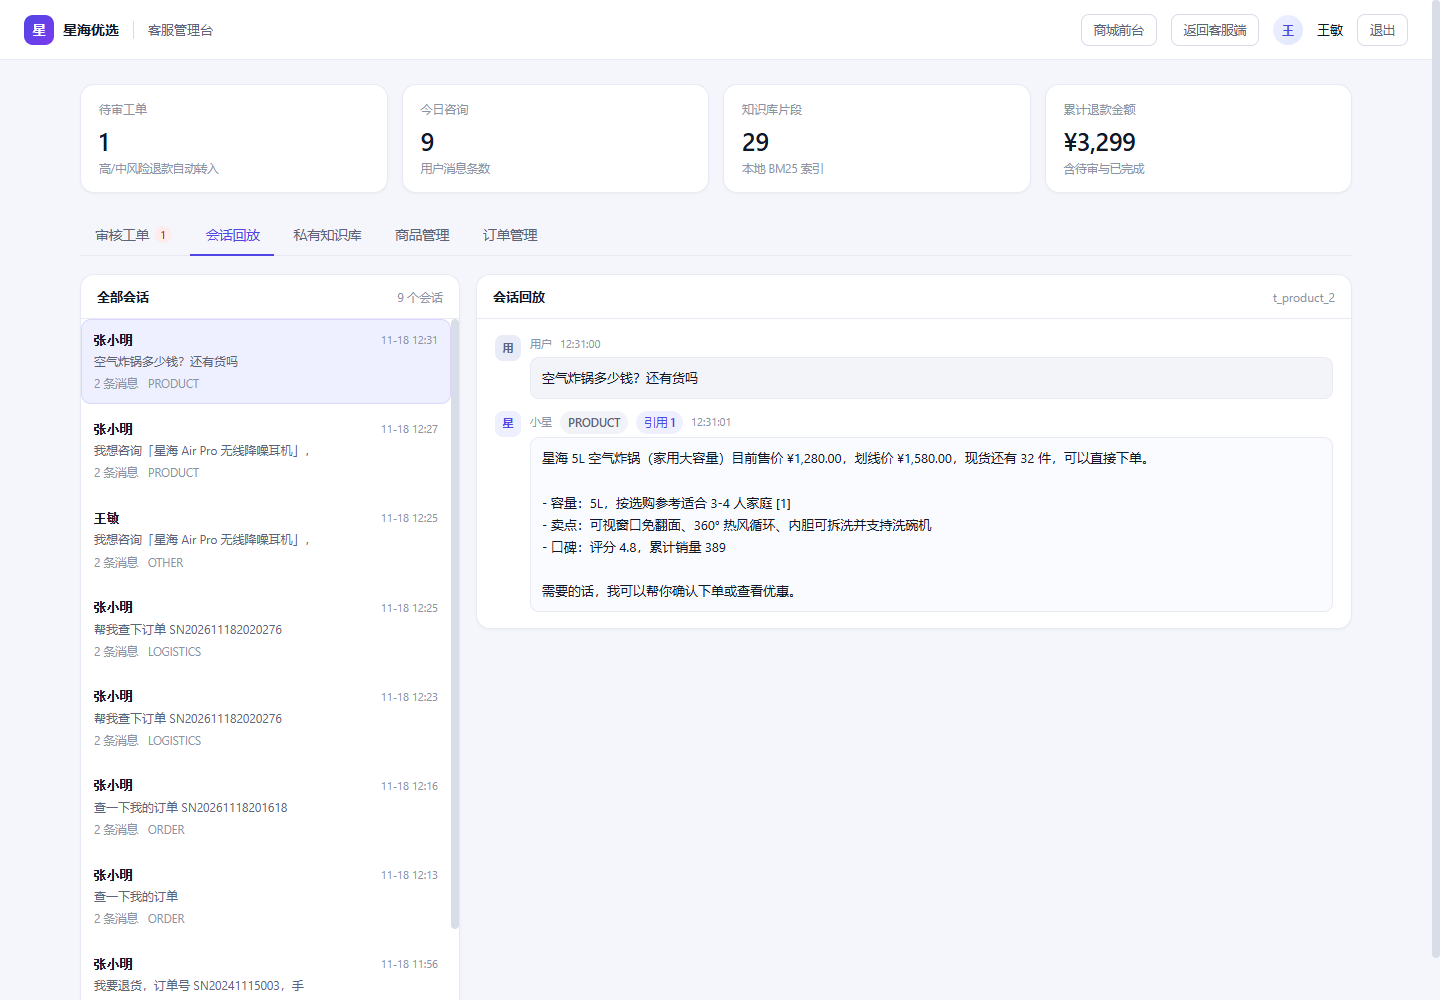 星 星海优选 客服管理台 商城前台 返回客服端 王 王敏 退出
待审工单
1
高/中风险退款自动转入
今日咨询
9
用户消息条数
知识库片段
29
本地 BM25 索引
累计退款金额
¥3,299
含待审与已完成
审核工单 1 会话回放 私有知识库 商品管理 订单管理
全部会话 9 个会话
张小明 11-18 12:31
空气炸锅多少钱？还有货吗
2 条消息 PRODUCT
张小明 11-18 12:27
我想咨询「星海 Air Pro 无线降噪耳机」，
2 条消息 PRODUCT
王敏 11-18 12:25
我想咨询「星海 Air Pro 无线降噪耳机」，
2 条消息 OTHER
张小明 11-18 12:25
帮我查下订单 SN202611182020276
2 条消息 LOGISTICS
张小明 11-18 12:23
帮我查下订单 SN202611182020276
2 条消息 LOGISTICS
张小明 11-18 12:16
查一下我的订单 SN20261118201618
2 条消息 ORDER
张小明 11-18 12:13
查一下我的订单
2 条消息 ORDER
张小明 11-18 11:56
我要退货，订单号 SN20241115003，手
会话回放 t_product_2
用 用户 12:31:00
空气炸锅多少钱？还有货吗
星 小星 PRODUCT 引用 1 12:31:01
星海 5L 空气炸锅（家用大容量）目前售价 ¥1,280.00，划线价 ¥1,580.00，现货还有 32 件，可以直接下单。
- 容量：5L，按选购参考适合 3-4 人家庭 [1]
- 卖点：可视窗口免翻面、360° 热风循环、内胆可拆洗并支持洗碗机
- 口碑：评分 4.8，累计销量 389
需要的话，我可以帮你确认下单或查看优惠。